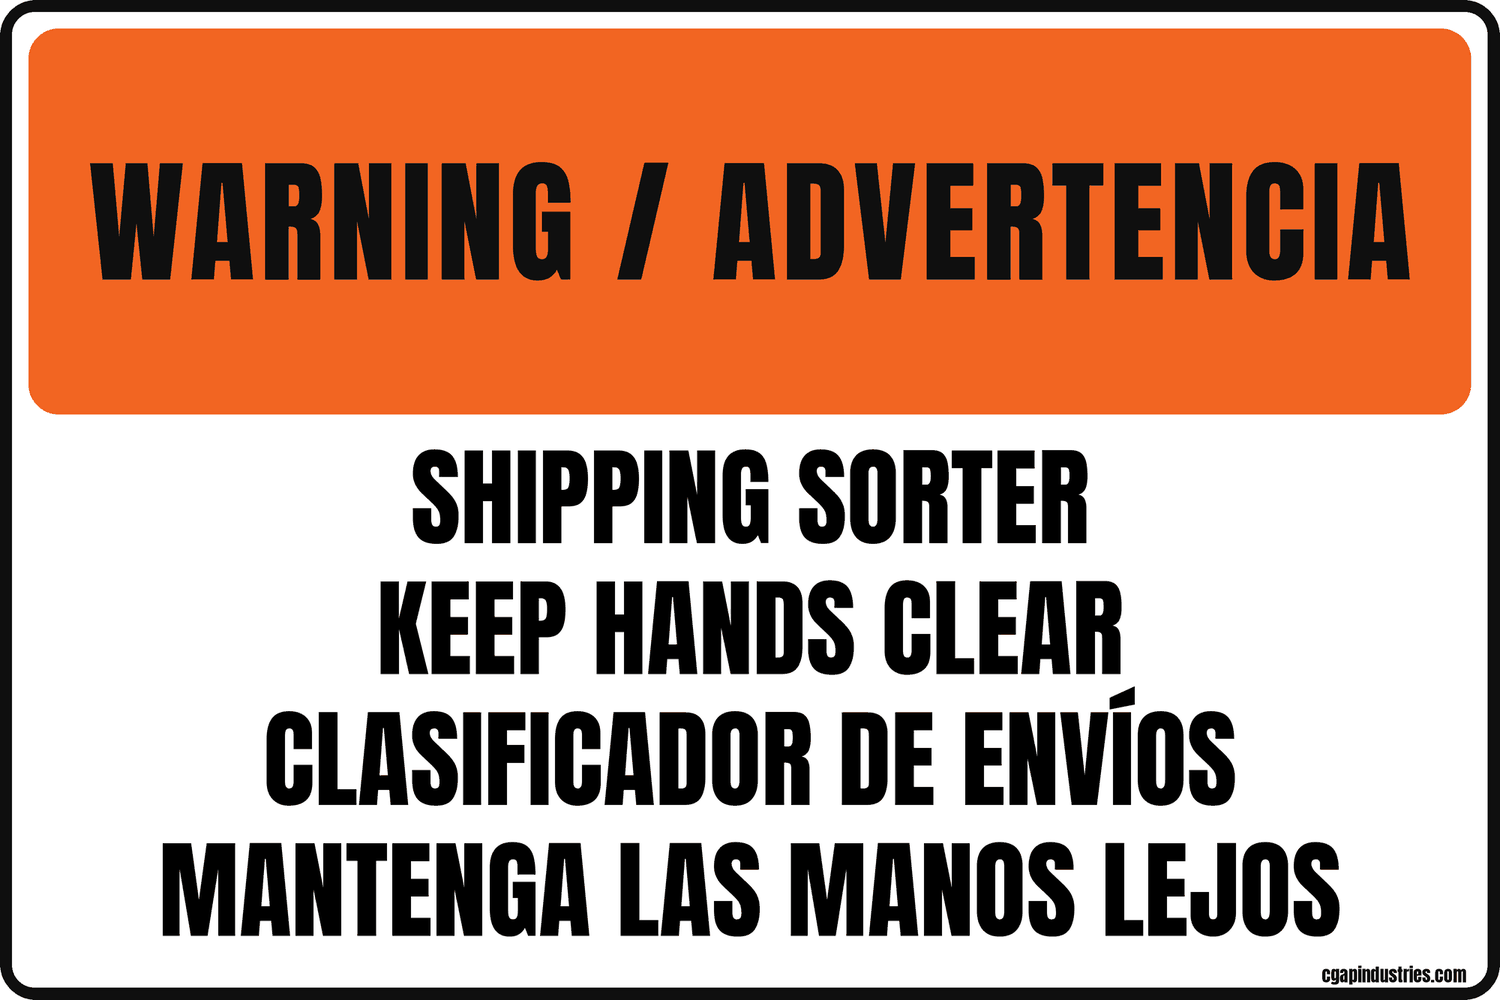 WARNING / ADVERTENCIA
SHIPPING SORTER
KEEP HANDS CLEAR
CLASIFICADOR DE ENVÍOS
MANTENGA LAS MANOS LEJOS
cgapindustries.com